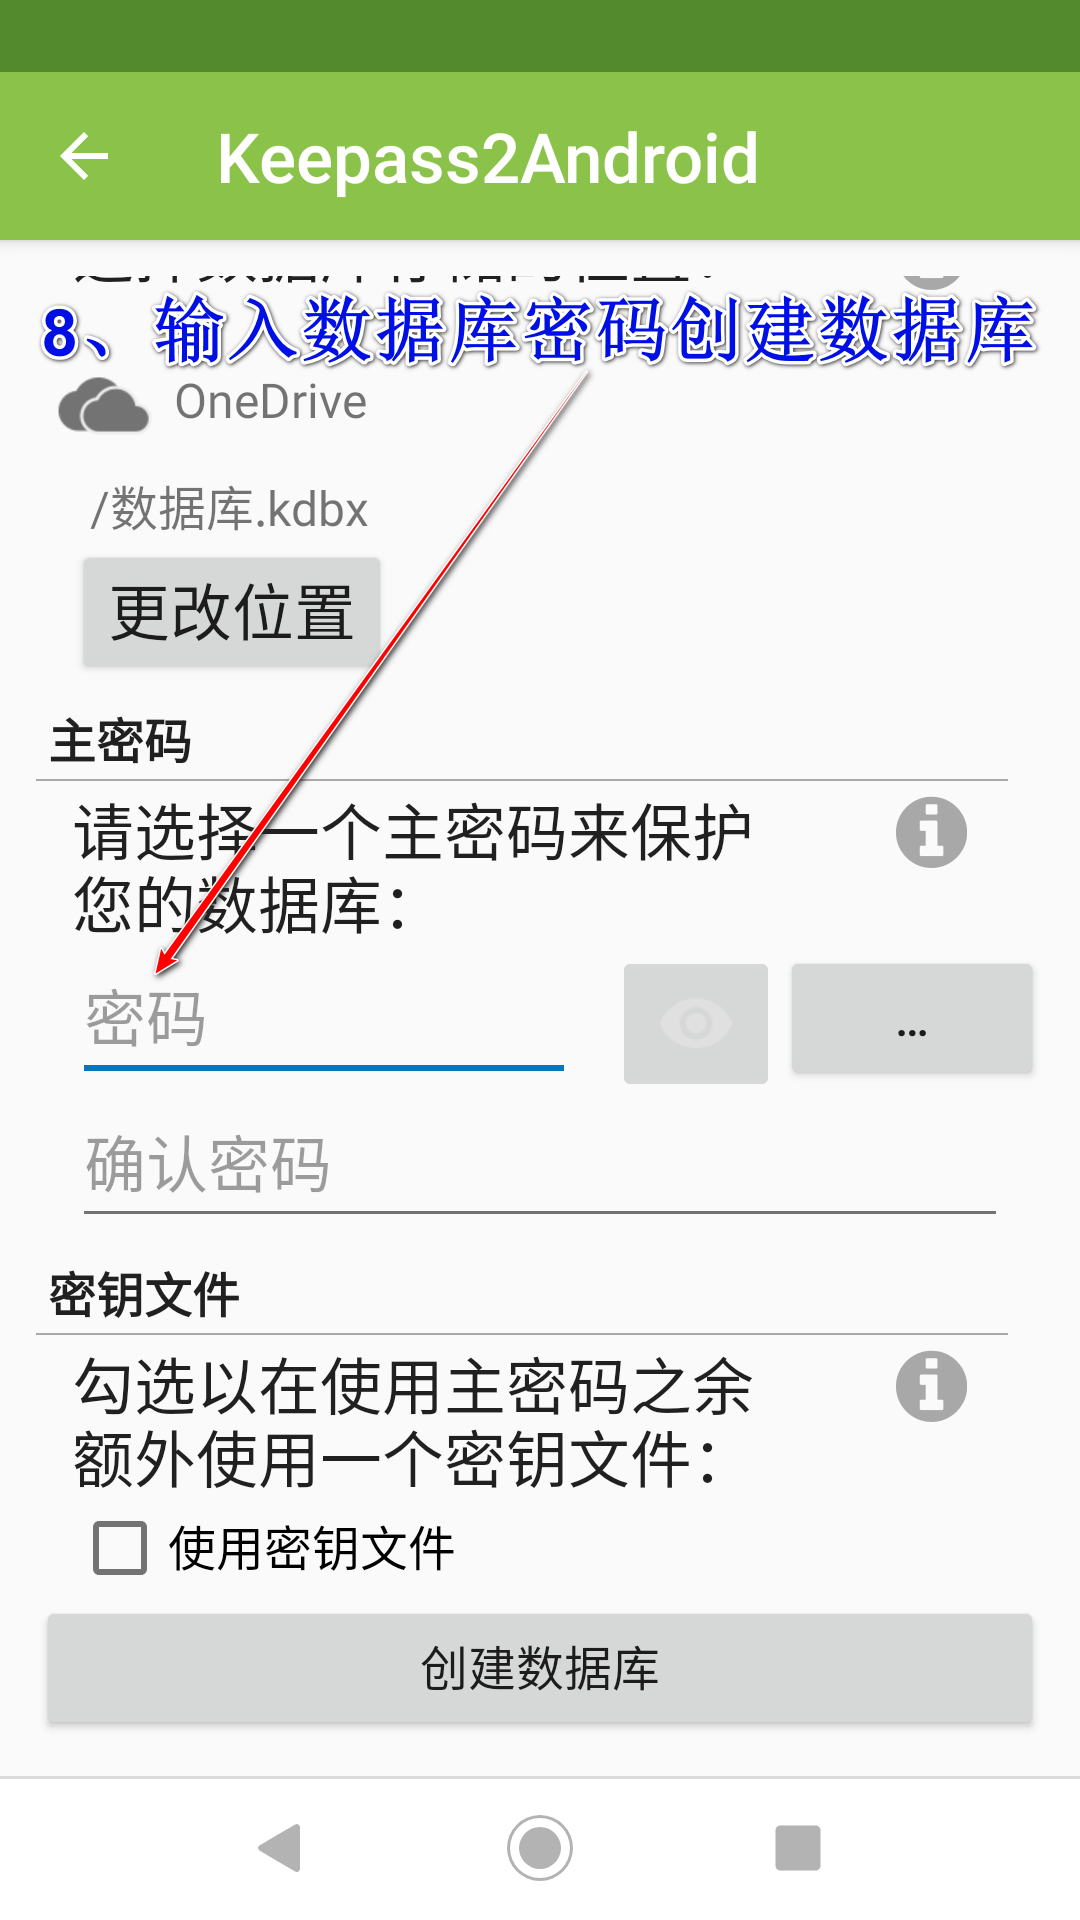 Keepass2Android
8、输入数据库密码创建数据库
OneDrive
/数据库.kdbx
更改位置
主密码
请选择一个主密码来保护
您的数据库：
密码
...
确认密码
密钥文件
勾选以在使用主密码之余
额外使用一个密钥文件：
使用密钥文件
创建数据库